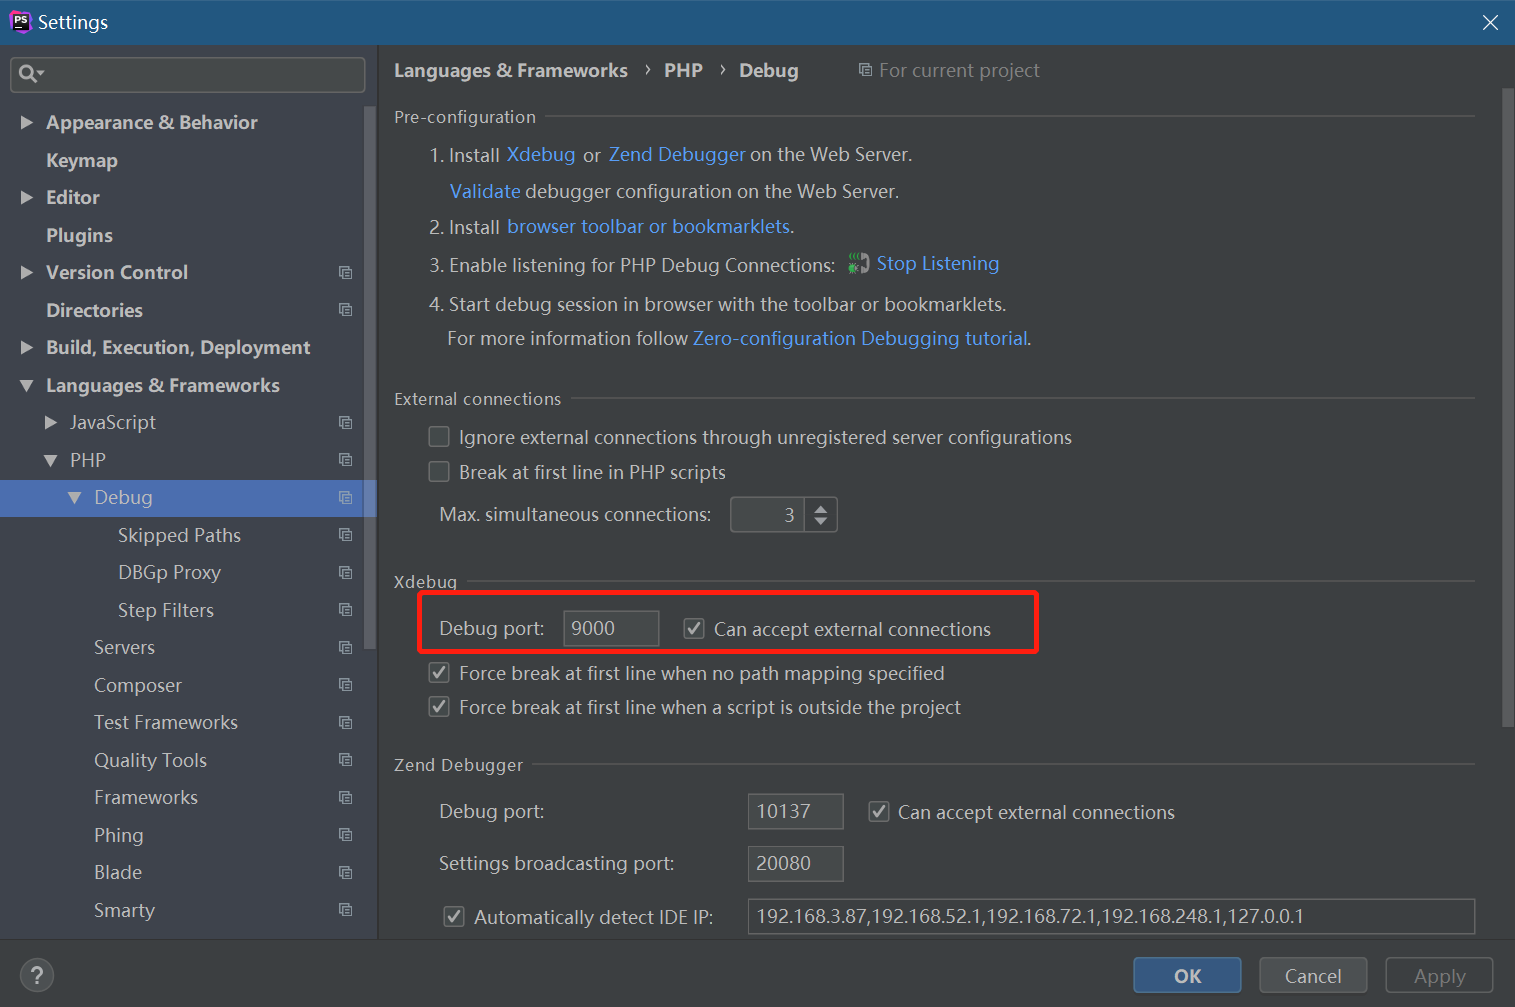 PS Settings
Appearance & Behavior
Keymap
Editor
Plugins
Version Control
Directories
Build, Execution, Deployment
Languages & Frameworks
JavaScript
PHP
Debug
Skipped Paths
DBGp Proxy
Step Filters
Servers
Composer
Test Frameworks
Quality Tools
Frameworks
Phing
Blade
Smarty
Languages & Frameworks › PHP › Debug For current project
Pre-configuration
1. Install Xdebug or Zend Debugger on the Web Server.
Validate debugger configuration on the Web Server.
2. Install browser toolbar or bookmarklets.
3. Enable listening for PHP Debug Connections: Stop Listening
4. Start debug session in browser with the toolbar or bookmarklets.
For more information follow Zero-configuration Debugging tutorial.
External connections
Ignore external connections through unregistered server configurations
Break at first line in PHP scripts
Max. simultaneous connections: 3
Xdebug
Debug port: 9000 Can accept external connections
Force break at first line when no path mapping specified
Force break at first line when a script is outside the project
Zend Debugger
Debug port: 10137 Can accept external connections
Settings broadcasting port: 20080
Automatically detect IDE IP: 192.168.3.87,192.168.52.1,192.168.72.1,192.168.248.1,127.0.0.1
? OK Cancel Apply